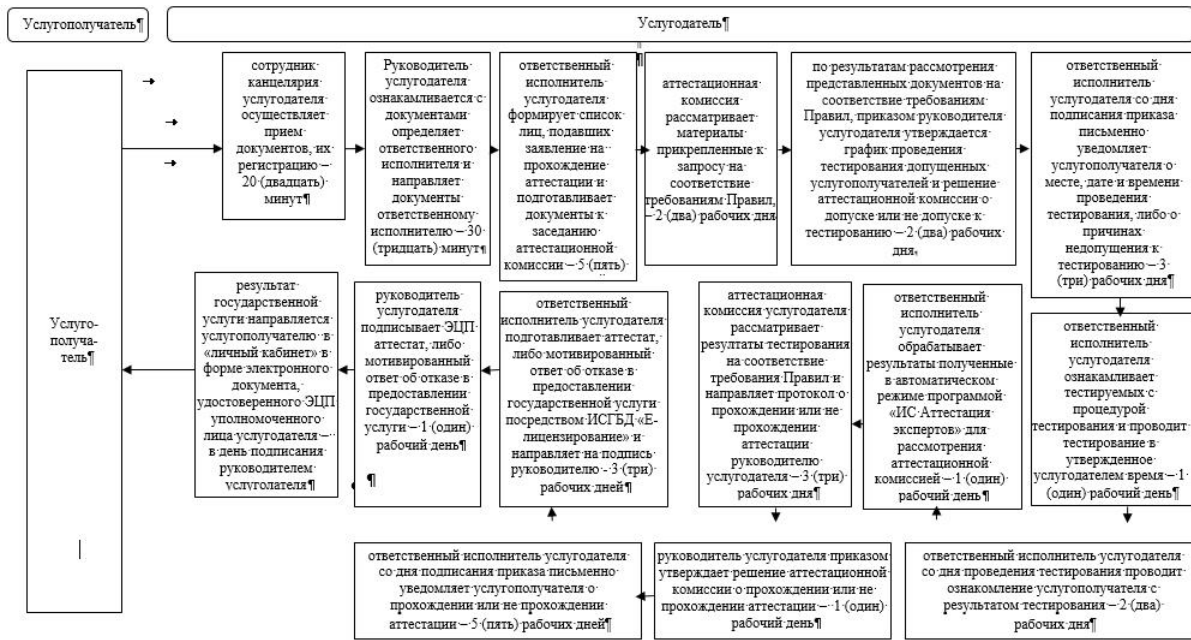 Услугополучатель¶
Услугодатель¶
¶
¶
сотрудник·
канцелярия·
услугодателя·
осуществляет·
прием·
документов,·их·
регистрацию·–·
20·(двадцать)·
минут¶
Руководитель·
услугодателя·
ознакамливается·с·
документами·
определяет·
ответственного·
исполнителя·и·
направляет·
документы·
ответственному·
исполнителю·–·30·
(тридцать)·минут¶
ответственный·
исполнитель·
услугодателя·
формирует·список·
лиц,·подавших·
заявление·на··
прохождение·
аттестации·и·
подготавливает·
документы·к·
заседанию·
аттестационной·
комиссии·–·5·(пять)·
аттестационная·
комиссия·
рассматривает·
материалы·
прикрепленные·к·
запросу·на·
соответствие·
требованиям·Правил,·
–·2·(два)·рабочих·дня¶
по·результатам·рассмотрения·
представленных·документов·на·
соответствие·требованиям·
Правил,·приказом·руководителя·
услугодателя·утверждается·
график·проведения·
тестирования·допущенных·
услугополучателей·и·решение·
аттестационной·комиссии·о·
допуске·или·не·допуске·к·
тестированию·–·2·(два)·рабочих·
дня¶
ответственный·
исполнитель·
услугодателя·со·дня·
подписания·приказа·
письменно·
уведомляет·
услугополучателя·о·
месте,·дате·и·времени·
проведения·
тестирования,·либо·о·
причинах·
недопущения·к·
тестированию·–·3·
(три)·рабочих·дня¶
Услуго-
получа-
тель¶
результат·
государственной·
услуги·направляется·
услугополучателю··в·
«личный·кабинет»·в·
форме·электронного·
документа,·
удостоверенного·ЭЦП·
уполномоченного·
лица·услугодателя·–··
в·день·подписания·
руководителем·
услугодателя¶
руководитель·
услугодателя·
подписывает·ЭЦП·
аттестат,·либо·
мотивированный·
ответ·об·отказе·в·
предоставлении·
государственной·
услуги·–·1·(один)·
рабочий·день¶
¶
ответственный·
исполнитель·услугодателя·
подготавливает·аттестат,·
либо·мотивированный·
ответ·об·отказе·в·
предоставлении·
государственной·услуги·
посредством·ИСГБД·«Е-
лицензирование»·и·
направляет·на·подпись·
руководителю·-·3·(три)·
рабочих·дней¶
аттестационная·
комиссия·услугодателя·
рассматривает·
резултаты·тестирования·
на·соответствие·
требования·Правил·и·
направляет·протокол·о·
прохождении·или·не·
прохождении·
аттестации·
руководителю·
услугодателя·–·3·(три)·
рабочих·дня¶
ответственный·
исполнитель·
услугодателя·
обрабатывает·
результаты·полученные·
в·автоматическом·
режиме·программой·
«ИС·Аттестация·
экспертов»·для·
рассмотрения·
аттестационной·
комиссией·–·1·(один)·
рабочий·день¶
ответственный·
исполнитель·
услугодателя·
ознакамливает·
тестируемых·с·
процедурой·
тестирования·и·проводит·
тестирование·в·
утвержденное·
услугодателем·время·–·1·
(один)·рабочий·день¶
ответственный·исполнитель·услугодателя·
со·дня·подписания·приказа·письменно·
уведомляет·услугополучателя·о·
прохождении·или·не·прохождении·
аттестации·–·5·(пять)·рабочих·дней¶
руководитель·услугодателя·приказом·
утверждает·решение·аттестационной·
комиссии·о·прохождении·или·не·
прохождении·аттестации·–··1·(один)·
рабочий·день¶
ответственный·исполнитель·услугодателя·
со·дня·проведения·тестирования·проводит·
ознакомление·услугополучателя·с·
результатом·тестирования·–·2·(два)·
рабочих·дня¶